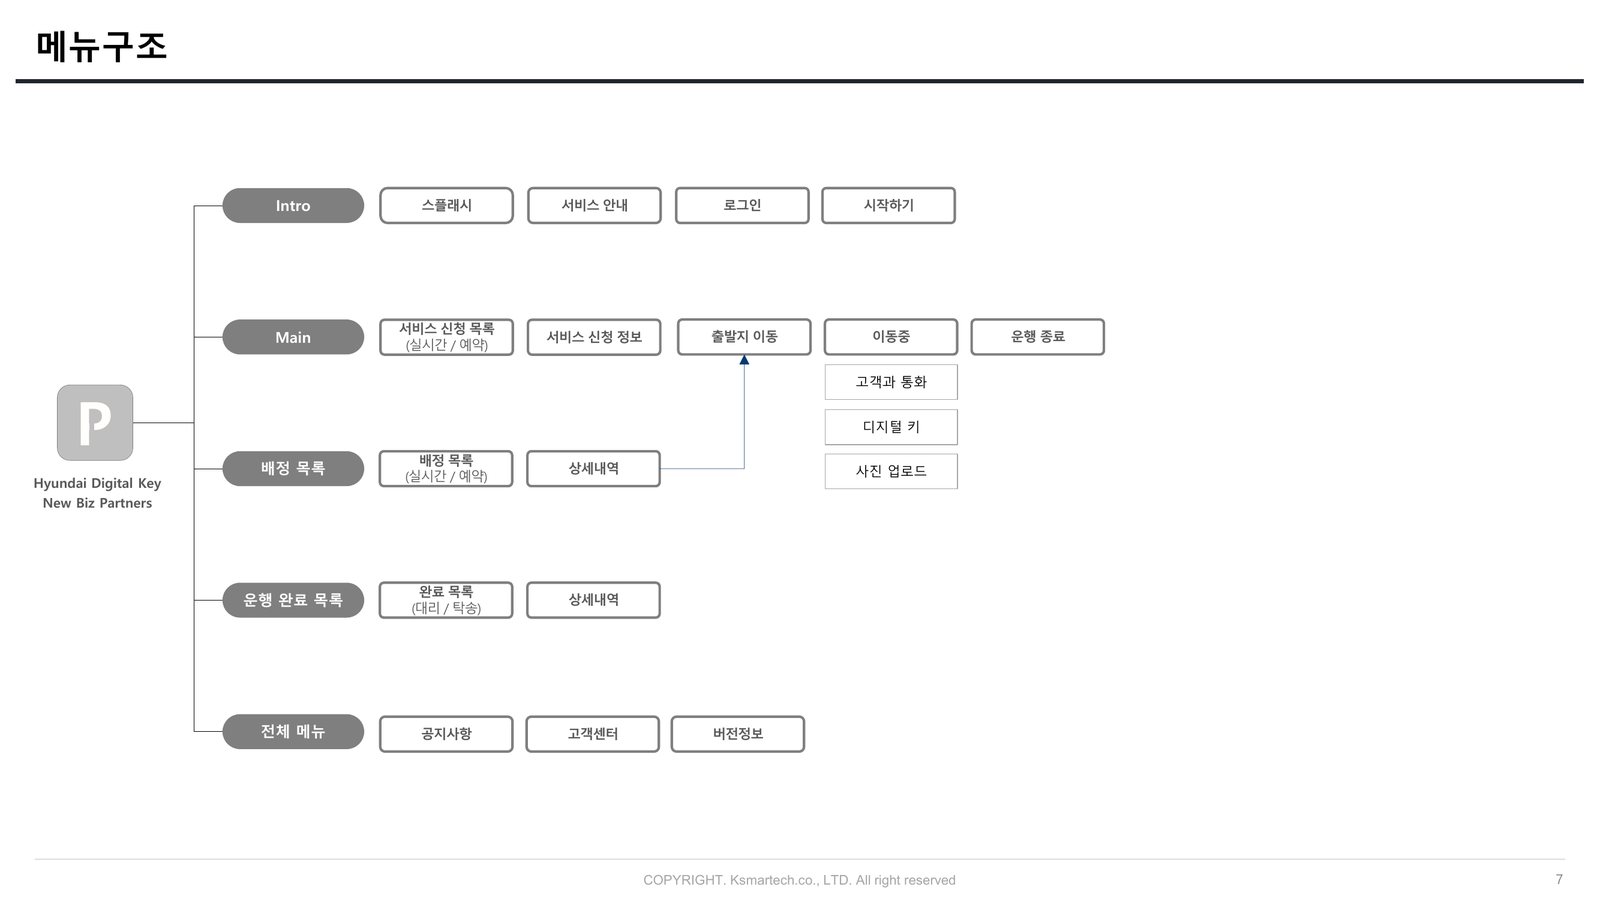 메뉴구조
Intro
스플래시
서비스 안내
로그인
시작하기
Main
서비스 신청 목록
(실시간 / 예약)
서비스 신청 정보
출발지 이동
이동중
운행 종료
고객과 통화
디지털 키
사진 업로드
P
Hyundai Digital Key
New Biz Partners
배정 목록
배정 목록
(실시간 / 예약)
상세내역
운행 완료 목록
완료 목록
(대리 / 탁송)
상세내역
전체 메뉴
공지사항
고객센터
버전정보
COPYRIGHT. Ksmartech.co., LTD. All right reserved
7